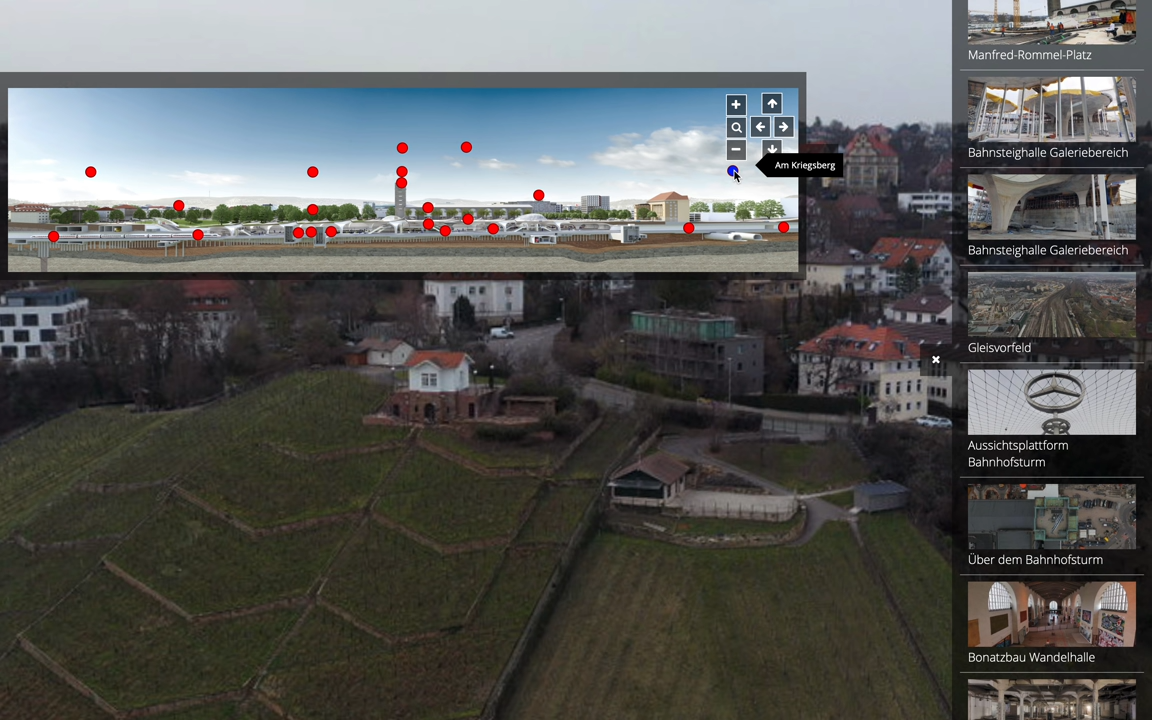 Am Kriegsberg
Manfred-Rommel-Platz
Bahnsteighalle Galeriebereich
Bahnsteighalle Galeriebereich
Gleisvorfeld
Aussichtsplattform
Bahnhofsturm
Über dem Bahnhofsturm
Bonatzbau Wandelhalle